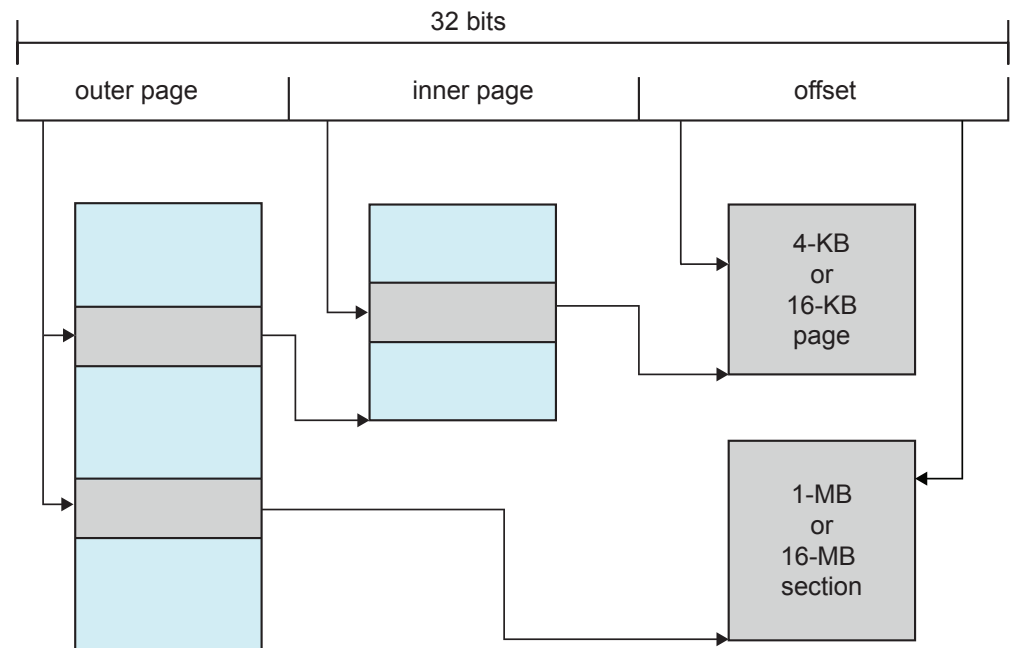 32 bits
outer page
inner page
offset
4-KB
or
16-KB
page
1-MB
or
16-MB
section